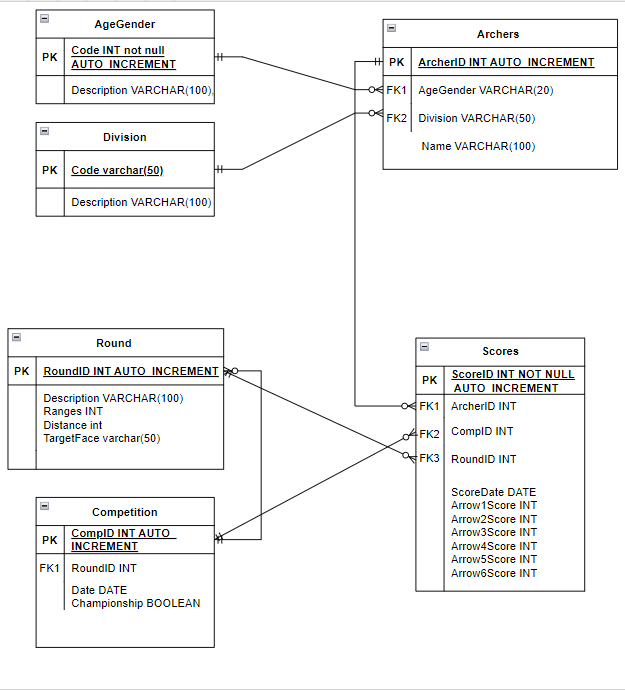 AgeGender
PK
Code INT not null
AUTO_INCREMENT
Description VARCHAR(100),
Division
PK
Code varchar(50)
Description VARCHAR(100)
Archers
PK
ArcherID INT AUTO_INCREMENT
FK1
AgeGender VARCHAR(20)
FK2
Division VARCHAR(50)
Name VARCHAR(100)
Round
PK
RoundID INT AUTO_INCREMENT
Description VARCHAR(100)
Ranges INT
Distance int
TargetFace varchar(50)
Competition
PK
CompID INT AUTO_
INCREMENT
FK1
RoundID INT
Date DATE
Championship BOOLEAN
Scores
PK
ScoreID INT NOT NULL
AUTO_INCREMENT
FK1
ArcherID INT
FK2
CompID INT
FK3
RoundID INT
ScoreDate DATE
Arrow1Score INT
Arrow2Score INT
Arrow3Score INT
Arrow4Score INT
Arrow5Score INT
Arrow6Score INT